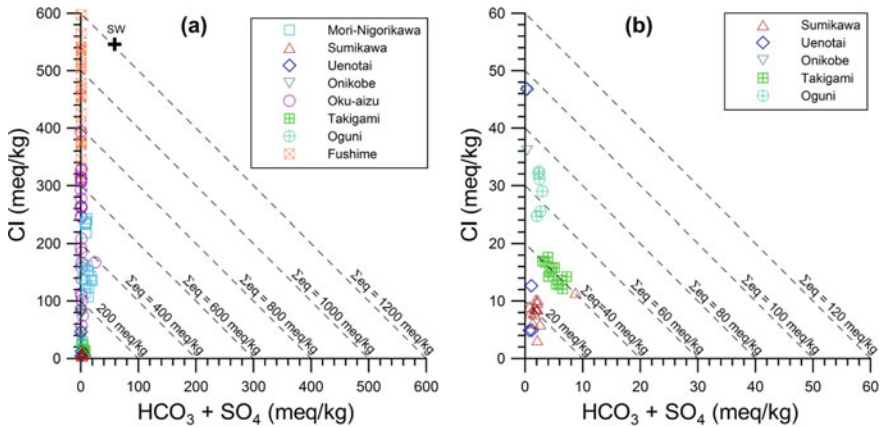 (a)
SW
Mori-Nigorikawa
Sumikawa
Uenotai
Onikobe
Oku-aizu
Takigami
Oguni
Fushime
Cl (meq/kg)
600
500
400
300
200
100
0
200 meq/kg
Σeq = 400 meq/kg
Σeq = 600 meq/kg
Σeq = 800 meq/kg
Σeq = 1000 meq/kg
Σeq = 1200 meq/kg
0 100 200 300 400 500 600
HCO₃ + SO₄ (meq/kg)
(b)
Sumikawa
Uenotai
Onikobe
Takigami
Oguni
Cl (meq/kg)
60
50
40
30
20
10
0
20 meq/kg
Σeq = 40 meq/kg
Σeq = 60 meq/kg
Σeq = 80 meq/kg
Σeq = 100 meq/kg
Σeq = 120 meq/kg
0 10 20 30 40 50 60
HCO₃ + SO₄ (meq/kg)